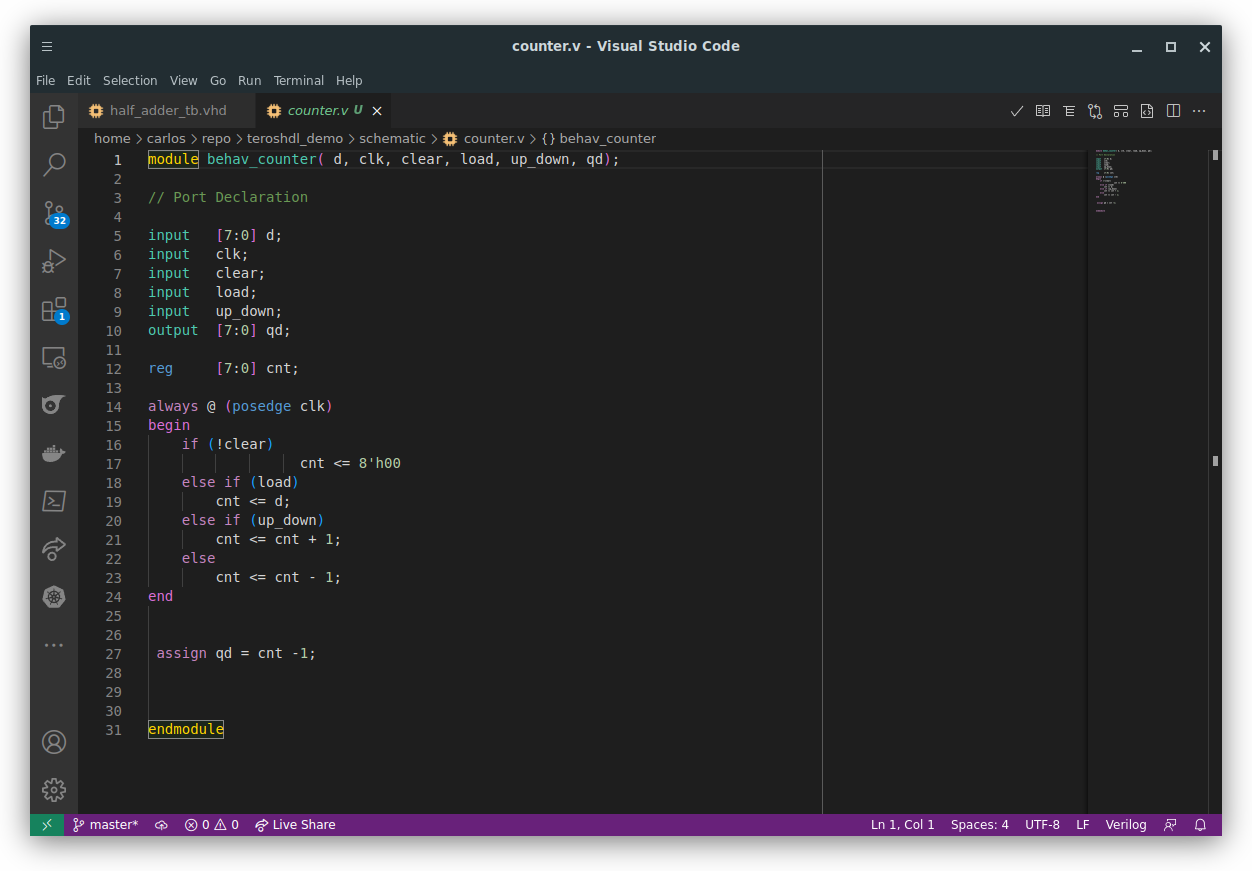 counter.v - Visual Studio Code
File Edit Selection View Go Run Terminal Help
half_adder_tb.vhd counter.v U
home > carlos > repo > teroshdl_demo > schematic > counter.v > {} behav_counter
1 module behav_counter( d, clk, clear, load, up_down, qd);
2
3 // Port Declaration
4
5 input   [7:0] d;
6 input   clk;
7 input   clear;
8 input   load;
9 input   up_down;
10 output  [7:0] qd;
11
12 reg     [7:0] cnt;
13
14 always @ (posedge clk)
15 begin
16     if (!clear)
17                   cnt <= 8'h00
18     else if (load)
19         cnt <= d;
20     else if (up_down)
21         cnt <= cnt + 1;
22     else
23         cnt <= cnt - 1;
24 end
25
26
27  assign qd = cnt -1;
28
29
30
31 endmodule
32
1
master* 0 0 Live Share Ln 1, Col 1 Spaces: 4 UTF-8 LF Verilog